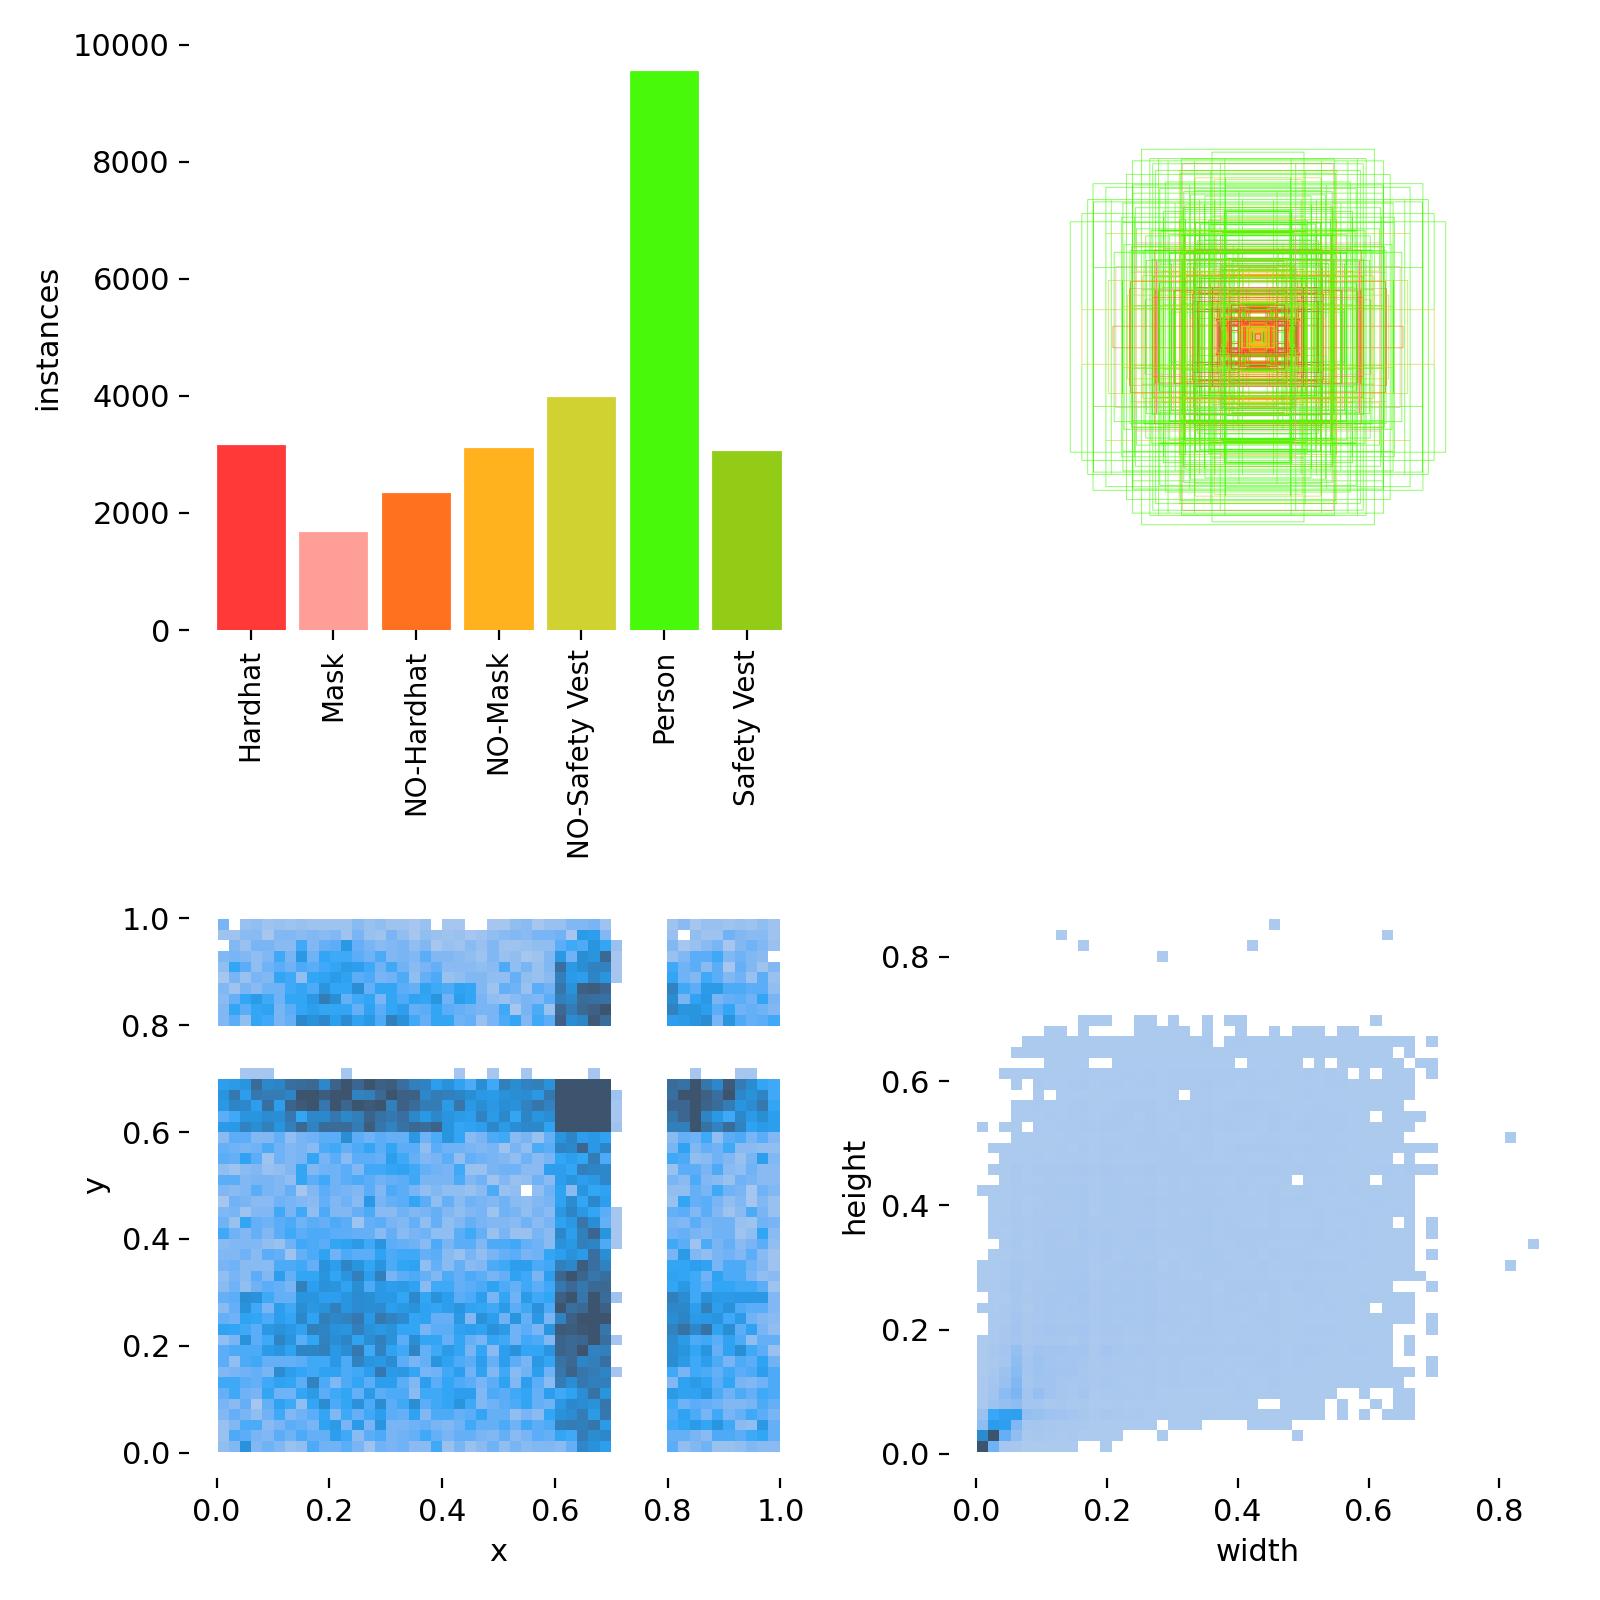 10000
8000
6000
4000
2000
0
instances
Hardhat
Mask
NO-Hardhat
NO-Mask
NO-Safety Vest
Person
Safety Vest
1.0
0.8
0.6
0.4
0.2
0.0
y
0.0 0.2 0.4 0.6 0.8 1.0
x
0.8
0.6
0.4
0.2
0.0
height
0.0 0.2 0.4 0.6 0.8
width